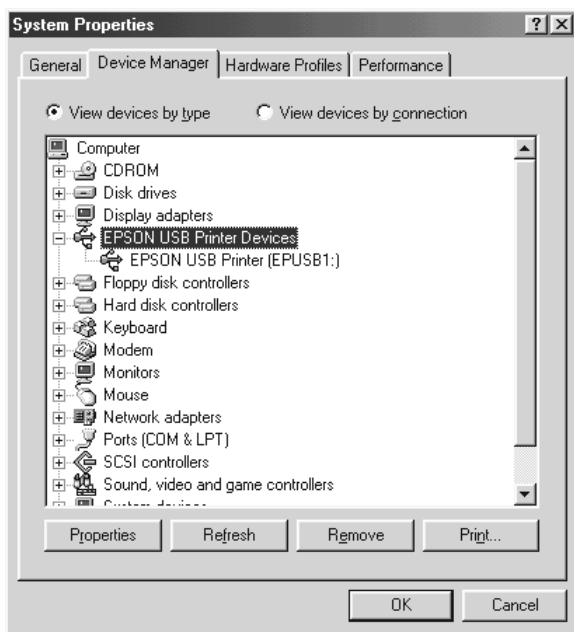 System Properties
General Device Manager Hardware Profiles Performance
View devices by type View devices by connection
Computer
CDROM
Disk drives
Display adapters
EPSON USB Printer Devices
EPSON USB Printer (EPUSB1:)
Floppy disk controllers
Hard disk controllers
Keyboard
Modem
Monitors
Mouse
Network adapters
Ports (COM & LPT)
SCSI controllers
Sound, video and game controllers
Properties Refresh Remove Print...
OK Cancel